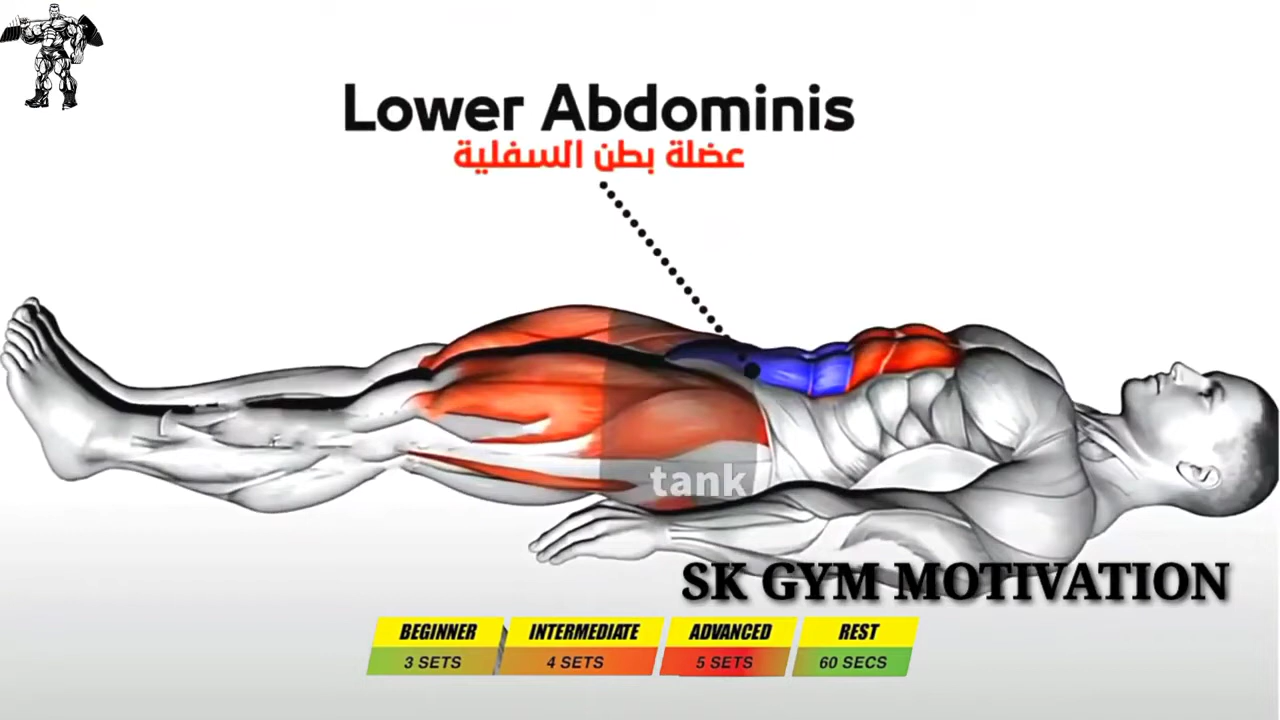 Lower Abdominis
عضلة بطن السفلية
tank
SK GYM MOTIVATION
BEGINNER INTERMEDIATE ADVANCED REST
3 SETS 4 SETS 5 SETS 60 SECS